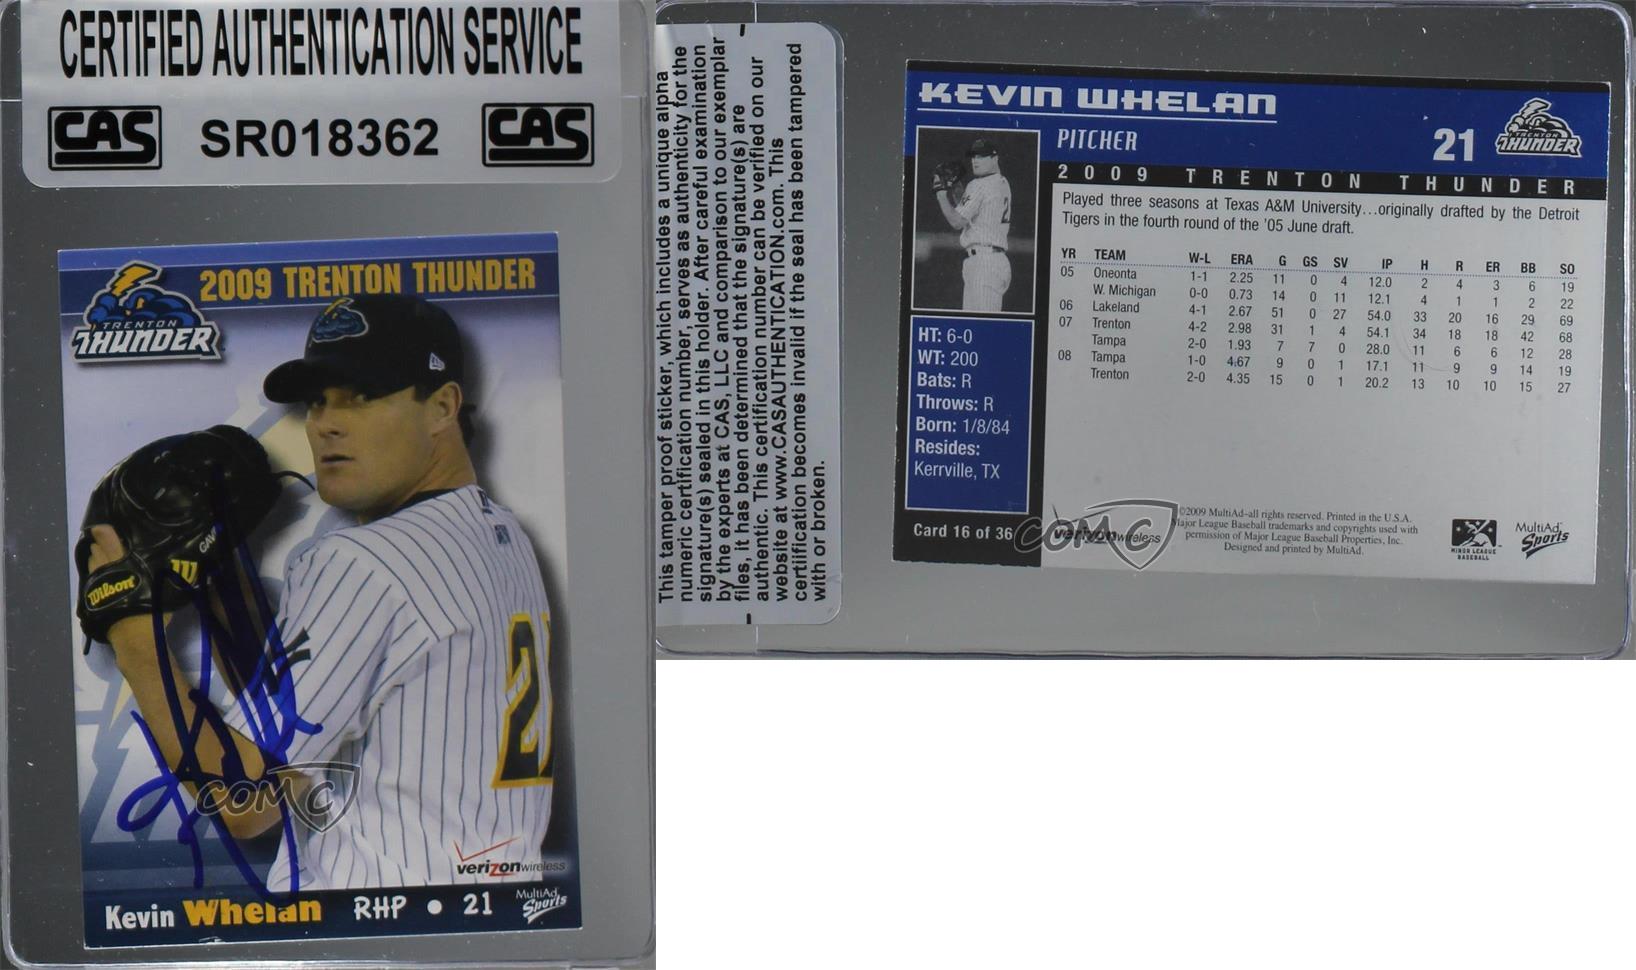 CERTIFIED AUTHENTICATION SERVICE
CAS SR018362 CAS
2009 TRENTON THUNDER
TRENTON
THUNDER
Wilson
W
GAV
21
COMC
verizonwireless
Kevin Whelan RHP • 21
MultiAd
Sports
This tamper proof sticker, which includes a unique alpha
numeric certification number, serves as authenticity for the
signature(s) sealed in this holder. After careful examination
by the experts at CAS, LLC and comparison to our exemplar
files, it has been determined that the signature(s) is are
authentic. This certification number can be verified on our
website at www.CASAUTHENTICATION.com. This
certification becomes invalid if the seal has been tampered
with or broken.
KEVIN WHELAN
PITCHER
21
TRENTON
THUNDER
2009 TRENTON THUNDER
Played three seasons at Texas A&M University...originally drafted by the Detroit
Tigers in the fourth round of the '05 June draft.
YR TEAM W-L ERA G GS SV IP H R ER BB SO
05 Oneonta 1-1 2.25 11 0 4 12.0 2 4 3 6 19
W. Michigan 0-0 0.73 14 0 11 12.1 4 1 1 2 22
06 Lakeland 4-1 2.67 51 0 27 54.0 33 20 16 29 69
07 Trenton 4-2 2.98 31 1 4 54.1 34 18 18 42 68
Tampa 2-0 1.93 7 7 0 28.0 11 6 6 12 28
08 Tampa 1-0 4.67 9 0 1 17.1 11 9 9 14 19
Trenton 2-0 4.35 15 0 1 20.2 13 10 10 15 27
HT: 6-0
WT: 200
Bats: R
Throws: R
Born: 1/8/84
Resides:
Kerrville, TX
Card 16 of 36
COMC
verizonwireless
©2009 MultiAd–all rights reserved. Printed in the U.S.A.
Major League Baseball trademarks and copyrights used with
permission of Major League Baseball Properties, Inc.
Designed and printed by MultiAd.
MINOR LEAGUE
BASEBALL
MultiAd
Sports